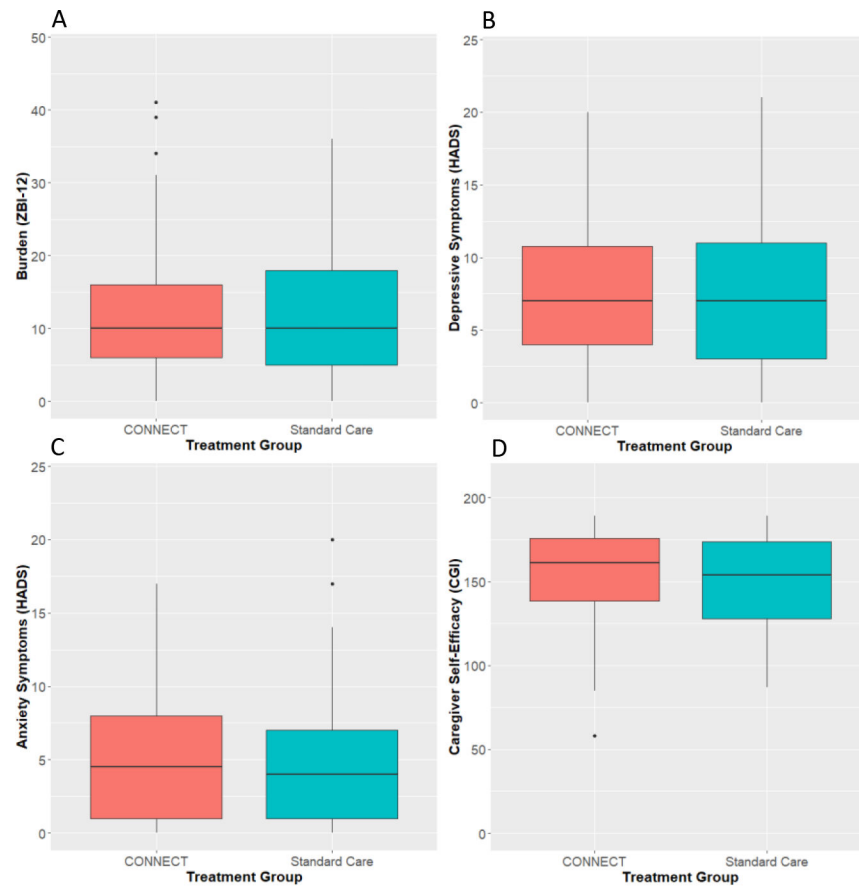 A
Burden (ZBI-12)
50
40
30
20
10
0
CONNECT Standard Care
Treatment Group
B
Depressive Symptoms (HADS)
25
20
15
10
5
0
CONNECT Standard Care
Treatment Group
C
Anxiety Symptoms (HADS)
25
20
15
10
5
0
CONNECT Standard Care
Treatment Group
D
Caregiver Self-Efficacy (CGI)
200
150
100
50
0
CONNECT Standard Care
Treatment Group